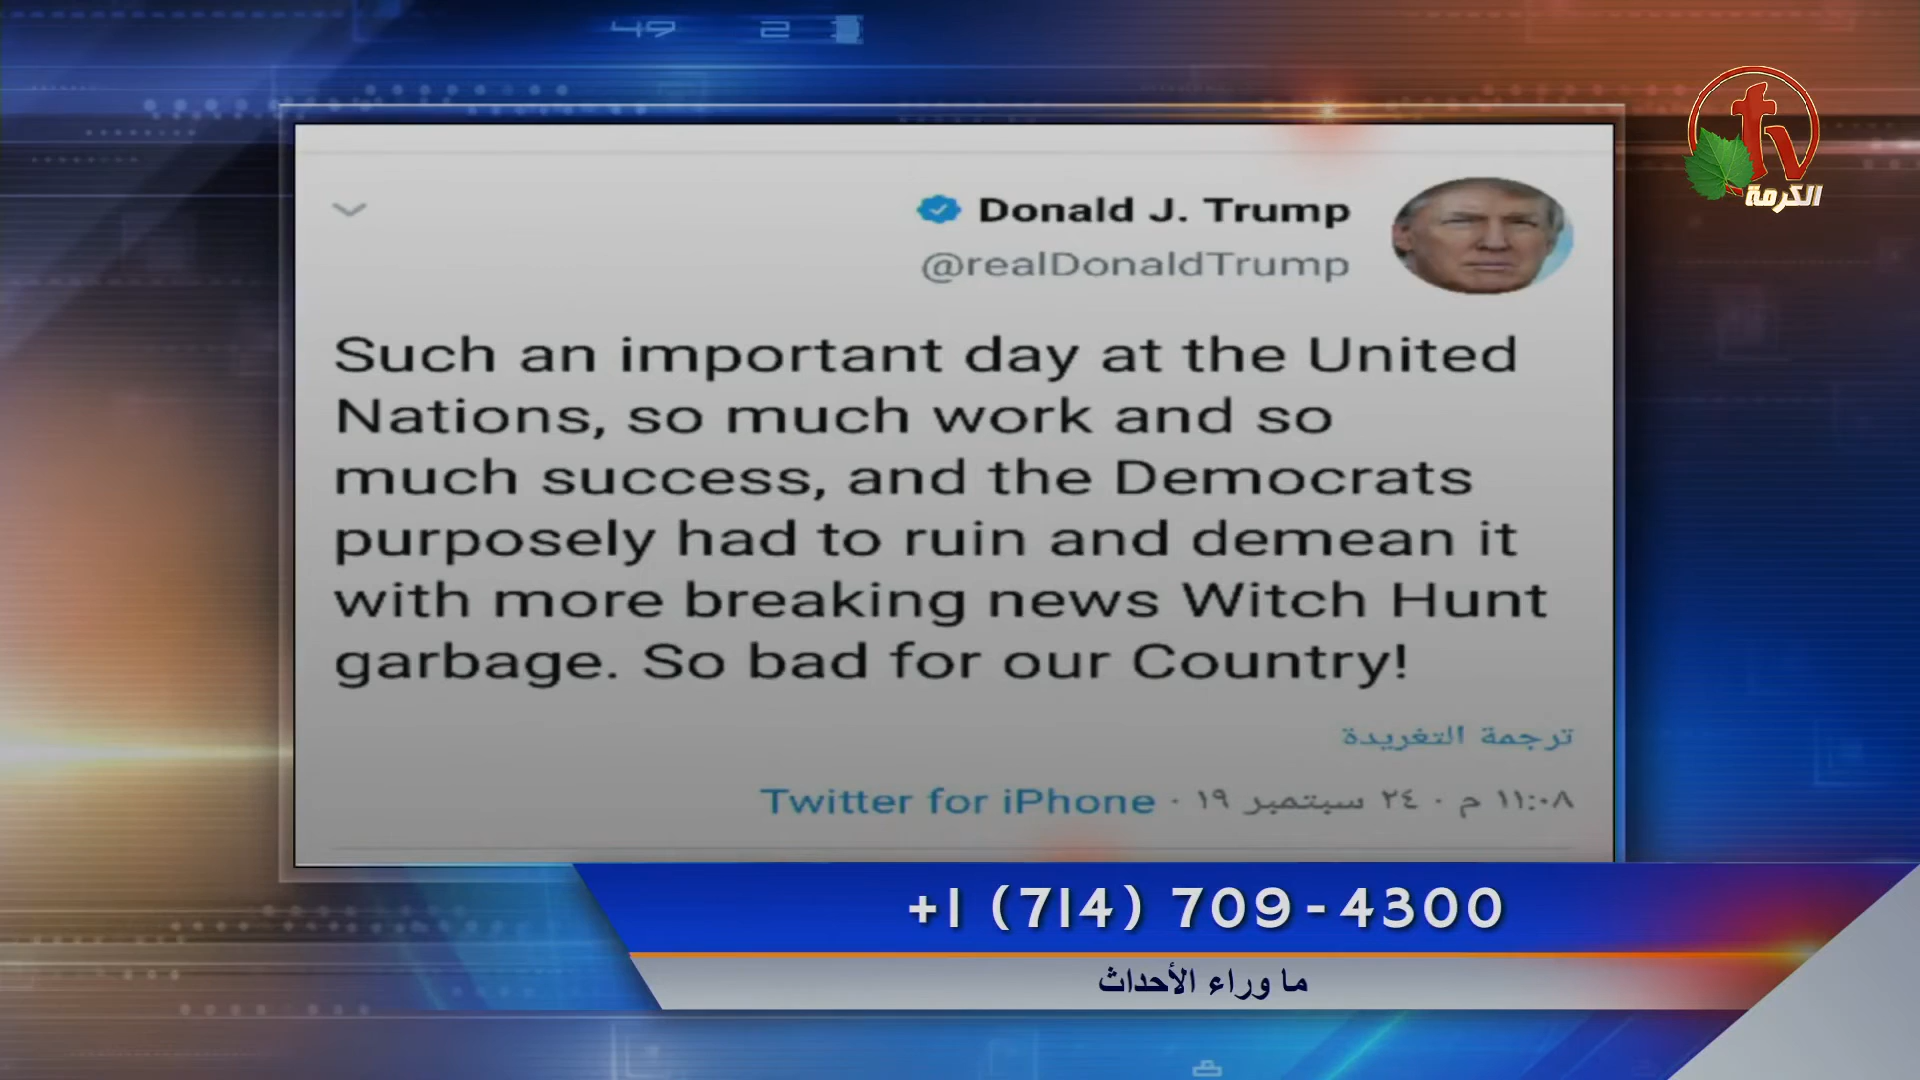 49 2 3
tv
الكرمة
Donald J. Trump
@realDonaldTrump
Such an important day at the United
Nations, so much work and so
much success, and the Democrats
purposely had to ruin and demean it
with more breaking news Witch Hunt
garbage. So bad for our Country!
ترجمة التغريدة
١١:٠٨ م · ٢٤ سبتمبر ١٩ · Twitter for iPhone
+1 (714) 709-4300
ما وراء الأحداث